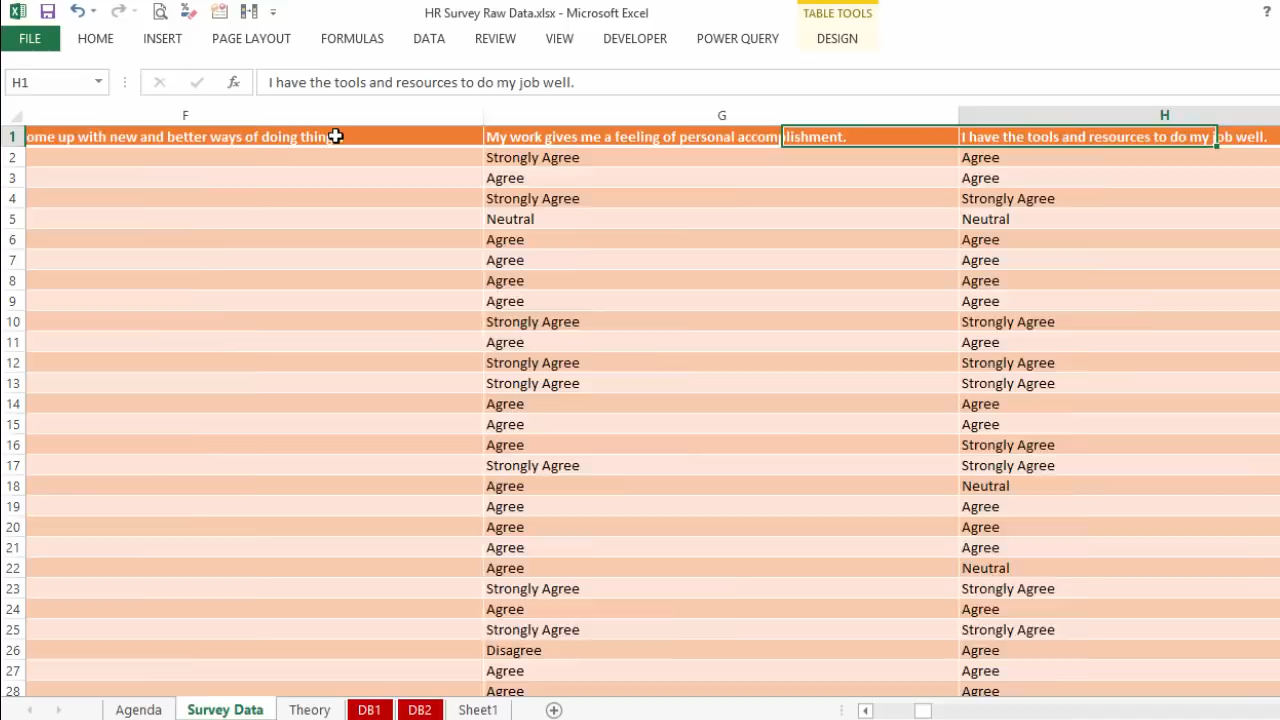 HR Survey Raw Data.xlsx - Microsoft Excel
TABLE TOOLS
?
FILE HOME INSERT PAGE LAYOUT FORMULAS DATA REVIEW VIEW DEVELOPER POWER QUERY DESIGN
H1 fx I have the tools and resources to do my job well.
F G H
1 ome up with new and better ways of doing thing My work gives me a feeling of personal accomplishment. I have the tools and resources to do my job well.
2 Strongly Agree Agree
3 Agree Agree
4 Strongly Agree Strongly Agree
5 Neutral Neutral
6 Agree Agree
7 Agree Agree
8 Agree Agree
9 Agree Agree
10 Strongly Agree Strongly Agree
11 Agree Agree
12 Strongly Agree Strongly Agree
13 Strongly Agree Strongly Agree
14 Agree Agree
15 Agree Agree
16 Agree Strongly Agree
17 Strongly Agree Strongly Agree
18 Agree Neutral
19 Agree Agree
20 Agree Agree
21 Agree Agree
22 Agree Neutral
23 Strongly Agree Strongly Agree
24 Agree Agree
25 Strongly Agree Strongly Agree
26 Disagree Agree
27 Agree Agree
28 Agree Agree
Agenda Survey Data Theory DB1 DB2 Sheet1